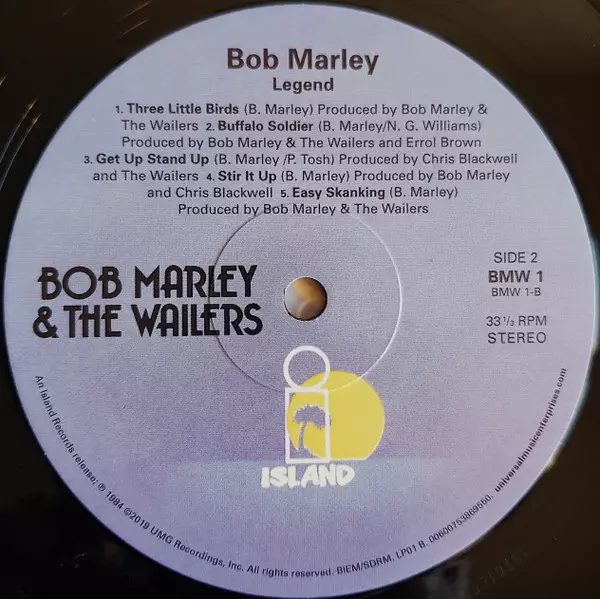 Bob Marley
Legend
1. Three Little Birds (B. Marley) Produced by Bob Marley &
The Wailers 2. Buffalo Soldier (B. Marley/N. G. Williams)
Produced by Bob Marley & The Wailers and Errol Brown
3. Get Up Stand Up (B. Marley /P. Tosh) Produced by Chris Blackwell
and The Wailers 4. Stir It Up (B. Marley) Produced by Bob Marley
and Chris Blackwell 5. Easy Skanking (B. Marley)
Produced by Bob Marley & The Wailers
BOB MARLEY
& THE WAILERS
SIDE 2
BMW 1
BMW 1-B
33 1/3 RPM
STEREO
ISLAND
An Island Records release; ℗ 1984 ©2019 UMG Recordings, Inc. All rights reserved. BIEM/SDRM. LP01 B. 00600753869550. universalmusicenterprises.com